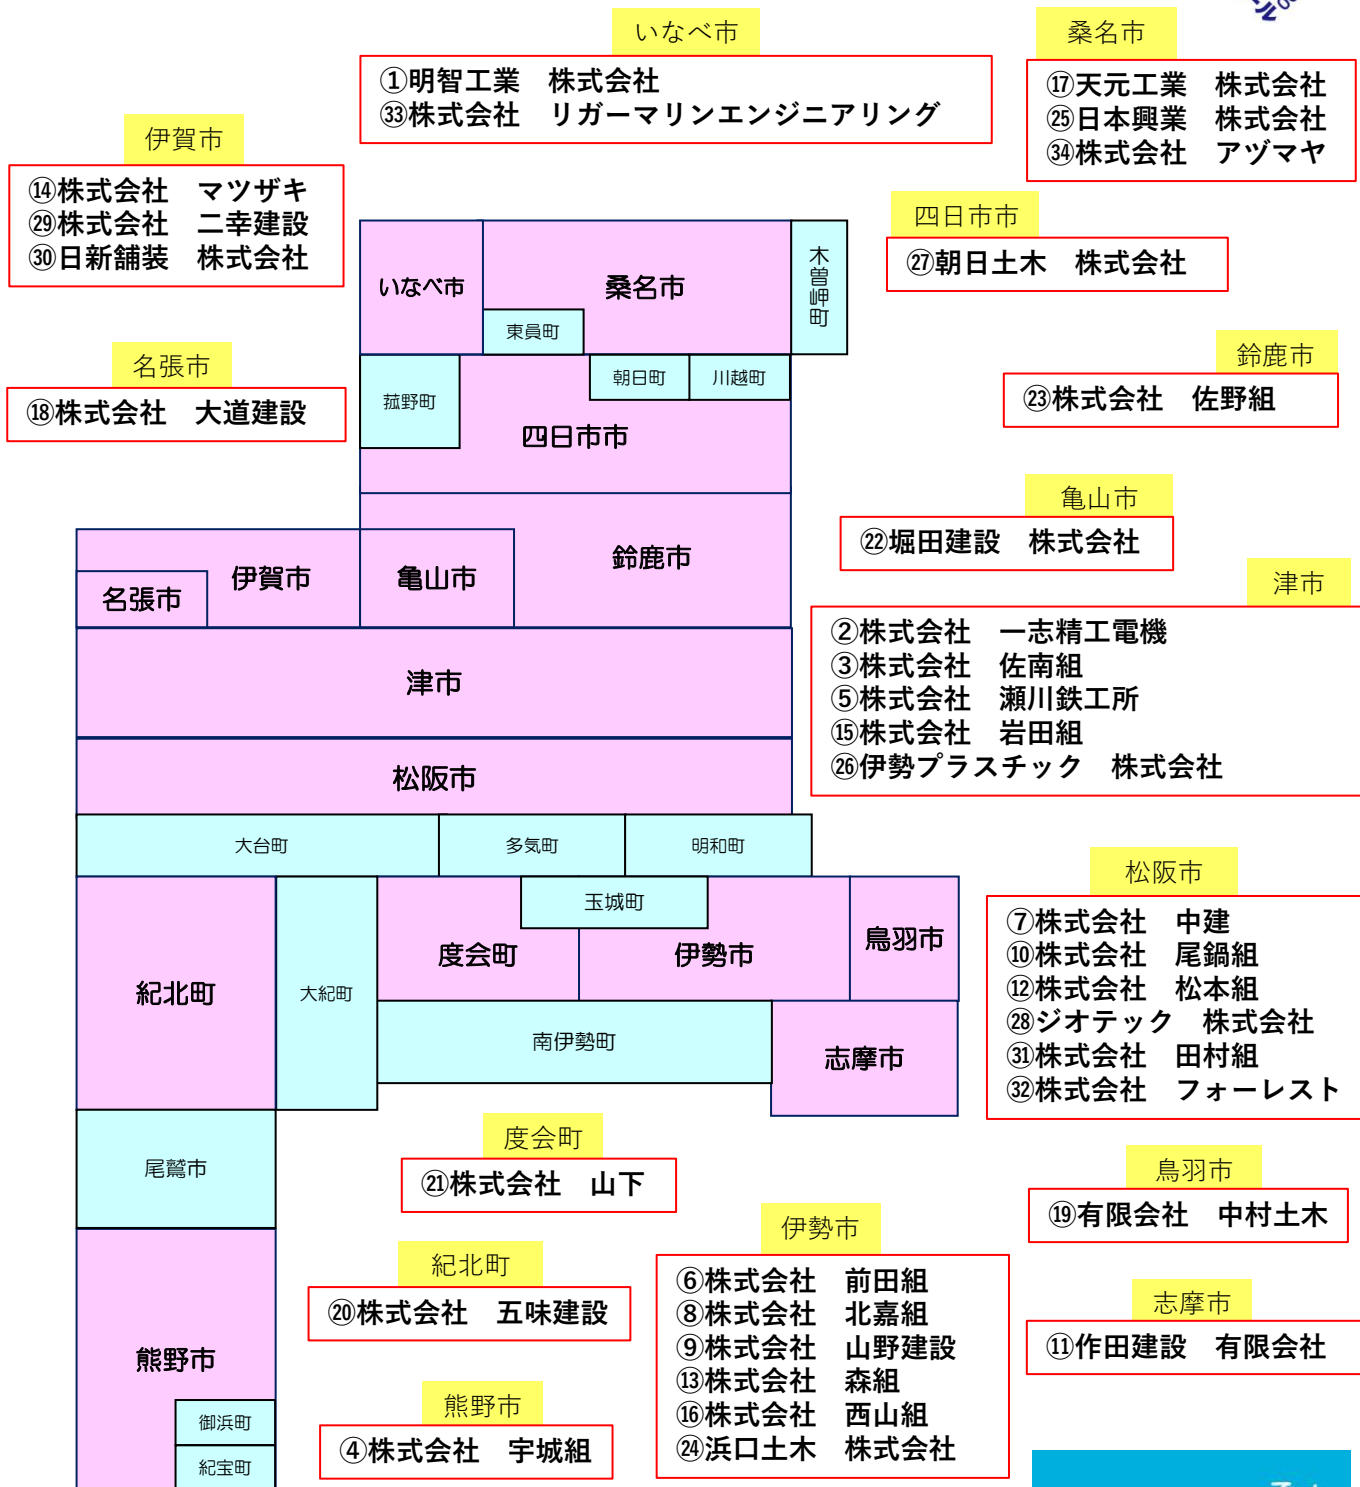 いなべ市
①明智工業　株式会社
㉝株式会社　リガーマリンエンジニアリング
桑名市
⑰天元工業　株式会社
㉕日本興業　株式会社
㉞株式会社　アヅマヤ
伊賀市
⑭株式会社　マツザキ
㉙株式会社　二幸建設
㉚日新舗装　株式会社
四日市市
㉗朝日土木　株式会社
名張市
⑱株式会社　大道建設
鈴鹿市
㉓株式会社　佐野組
亀山市
㉒堀田建設　株式会社
津市
②株式会社　一志精工電機
③株式会社　佐南組
⑤株式会社　瀬川鉄工所
⑮株式会社　岩田組
㉖伊勢プラスチック　株式会社
松阪市
⑦株式会社　中建
⑩株式会社　尾鍋組
⑫株式会社　松本組
㉘ジオテック　株式会社
㉛株式会社　田村組
㉜株式会社　フォーレスト
いなべ市
桑名市
木曽岬町
東員町
菰野町
朝日町
川越町
四日市市
鈴鹿市
伊賀市
亀山市
名張市
津市
松阪市
大台町
多気町
明和町
紀北町
大紀町
度会町
玉城町
伊勢市
鳥羽市
南伊勢町
志摩市
尾鷲市
熊野市
御浜町
紀宝町
度会町
㉑株式会社　山下
鳥羽市
⑲有限会社　中村土木
紀北町
⑳株式会社　五味建設
伊勢市
⑥株式会社　前田組
⑧株式会社　北嘉組
⑨株式会社　山野建設
⑬株式会社　森組
⑯株式会社　西山組
㉔浜口土木　株式会社
志摩市
⑪作田建設　有限会社
熊野市
④株式会社　宇城組